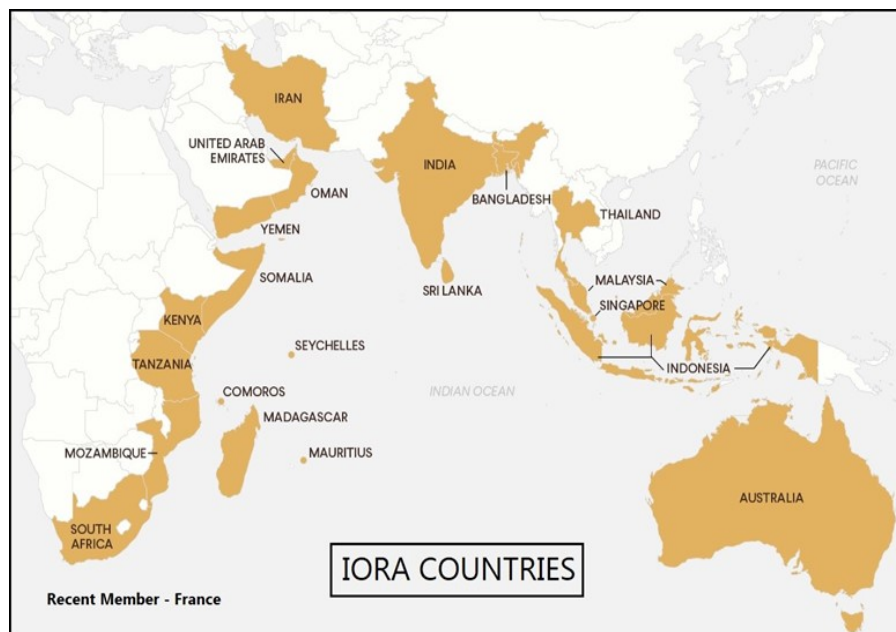 IRAN
UNITED ARAB
EMIRATES
OMAN
YEMEN
INDIA
BANGLADESH
THAILAND
PACIFIC
OCEAN
SOMALIA
SRI LANKA
MALAYSIA
SINGAPORE
KENYA
TANZANIA
SEYCHELLES
INDONESIA
COMOROS
INDIAN OCEAN
MADAGASCAR
MOZAMBIQUE
MAURITIUS
AUSTRALIA
SOUTH
AFRICA
IORA COUNTRIES
Recent Member - France